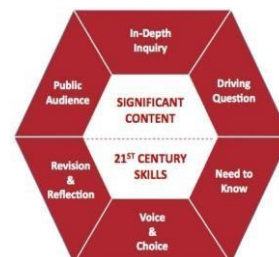 In-Depth
Inquiry
Public
Audience
Driving
Question
SIGNIFICANT
CONTENT
21ST CENTURY
SKILLS
Revision
&
Reflection
Need to
Know
Voice
&
Choice